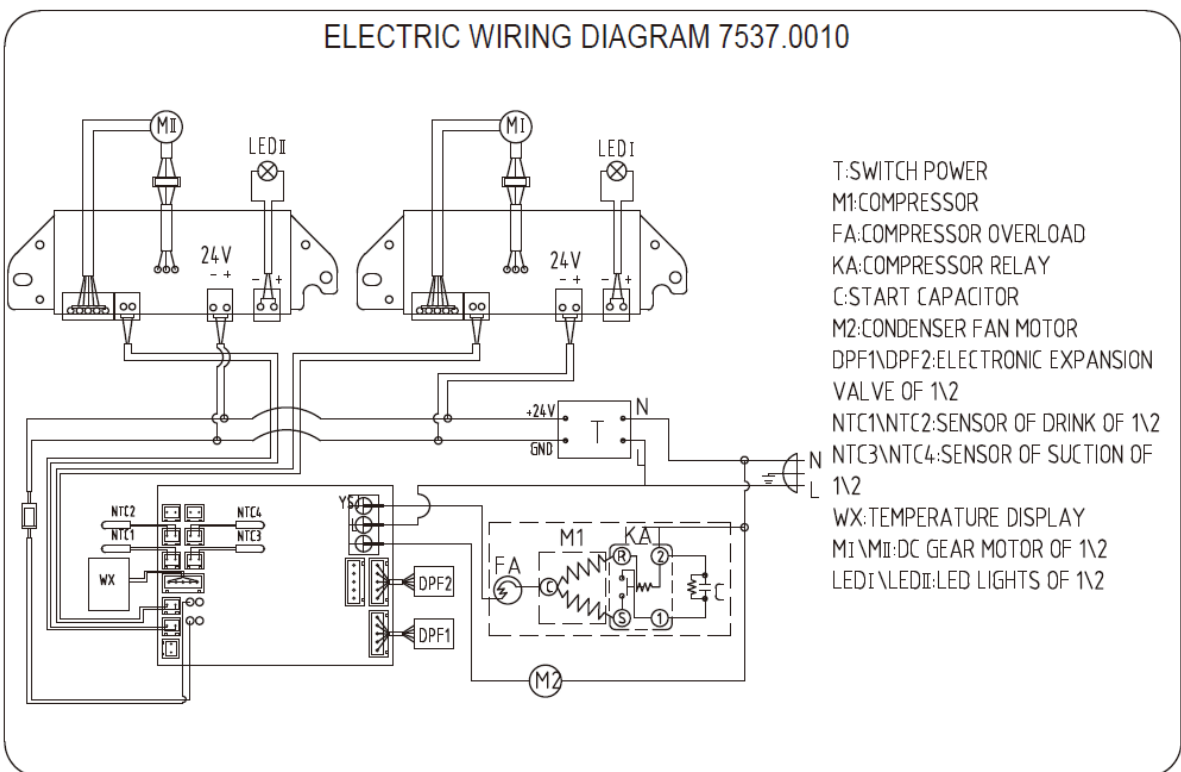 ELECTRIC WIRING DIAGRAM 7537.0010
MⅡ
MⅠ
LEDⅡ
LEDⅠ
24V
- +
- +
24V
- +
- +
T:SWITCH POWER
M1:COMPRESSOR
FA:COMPRESSOR OVERLOAD
KA:COMPRESSOR RELAY
C:START CAPACITOR
M2:CONDENSER FAN MOTOR
DPF1\DPF2:ELECTRONIC EXPANSION
VALVE OF 1\2
NTC1\NTC2:SENSOR OF DRINK OF 1\2
NTC3\NTC4:SENSOR OF SUCTION OF
1\2
WX:TEMPERATURE DISPLAY
MⅠ\MⅡ:DC GEAR MOTOR OF 1\2
LEDⅠ\LEDⅡ:LED LIGHTS OF 1\2
+24V
GND
T
N
L
N
L
NTC2
NTC4
NTC1
NTC3
WX
YS
L
DPF2
DPF1
FA
M1
KA
C
R
S
2
1
C
M2